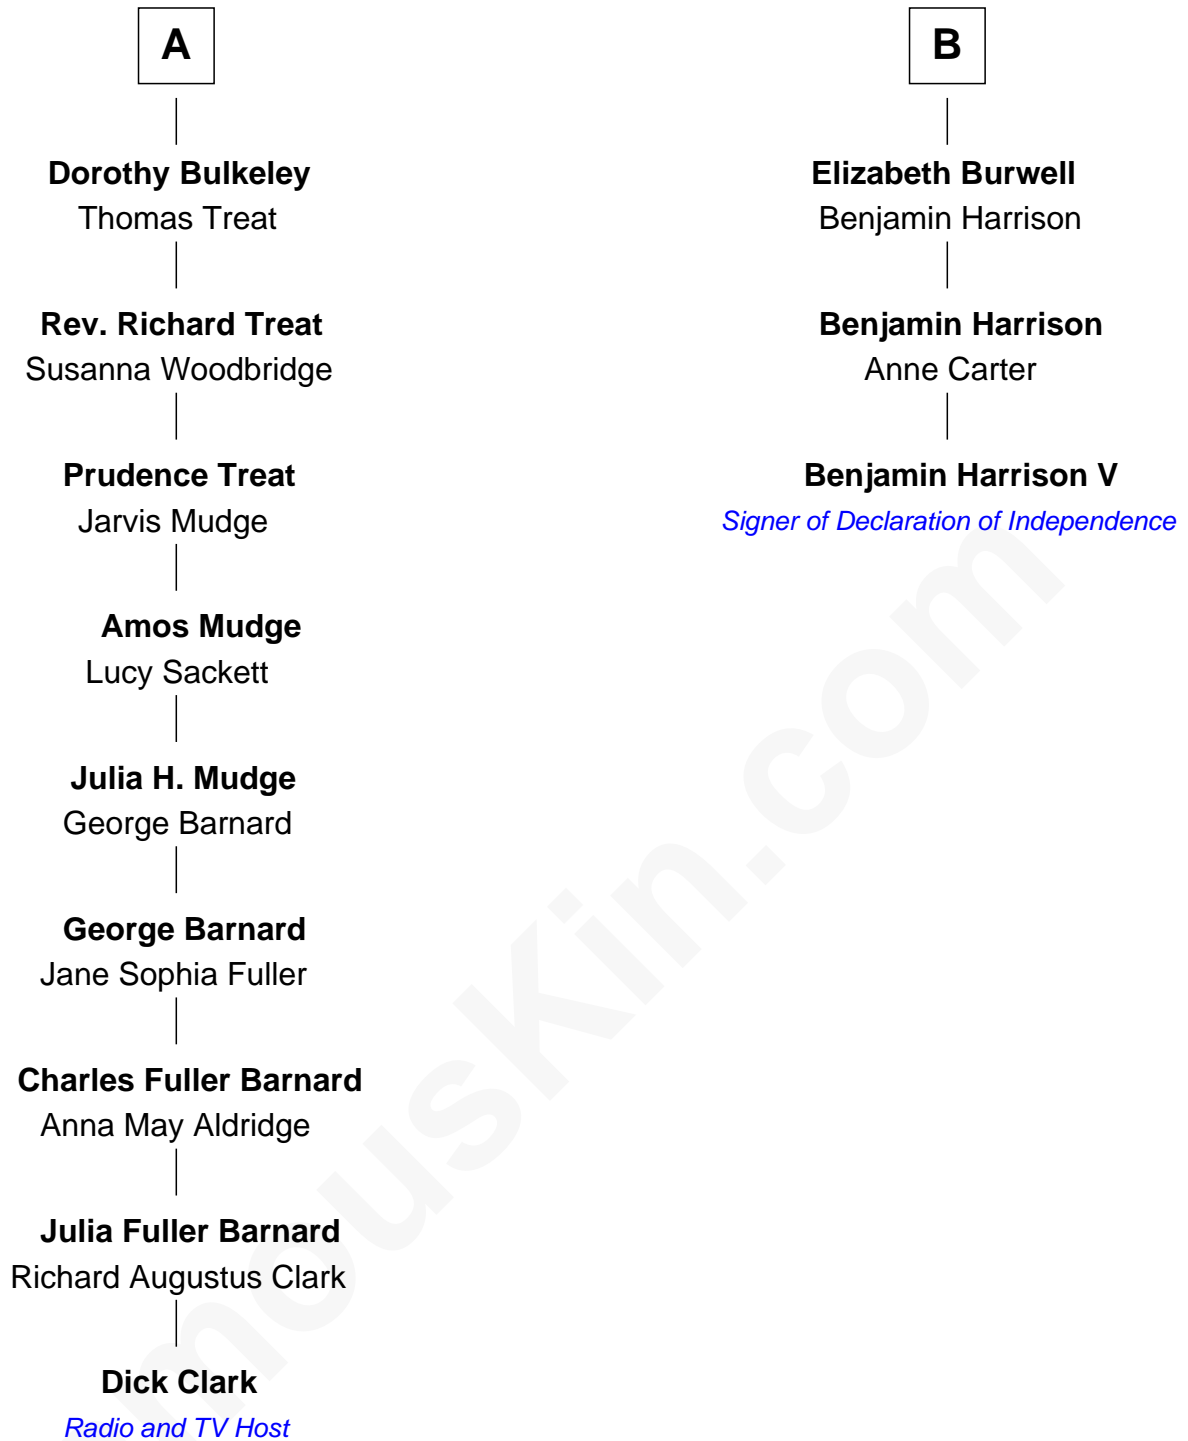 A
Dorothy Bulkeley
Thomas Treat
Rev. Richard Treat
Susanna Woodbridge
Prudence Treat
Jarvis Mudge
Amos Mudge
Lucy Sackett
Julia H. Mudge
George Barnard
George Barnard
Jane Sophia Fuller
Charles Fuller Barnard
Anna May Aldridge
Julia Fuller Barnard
Richard Augustus Clark
Dick Clark
Radio and TV Host
B
Elizabeth Burwell
Benjamin Harrison
Benjamin Harrison
Anne Carter
Benjamin Harrison V
Signer of Declaration of Independence
mousKin.com